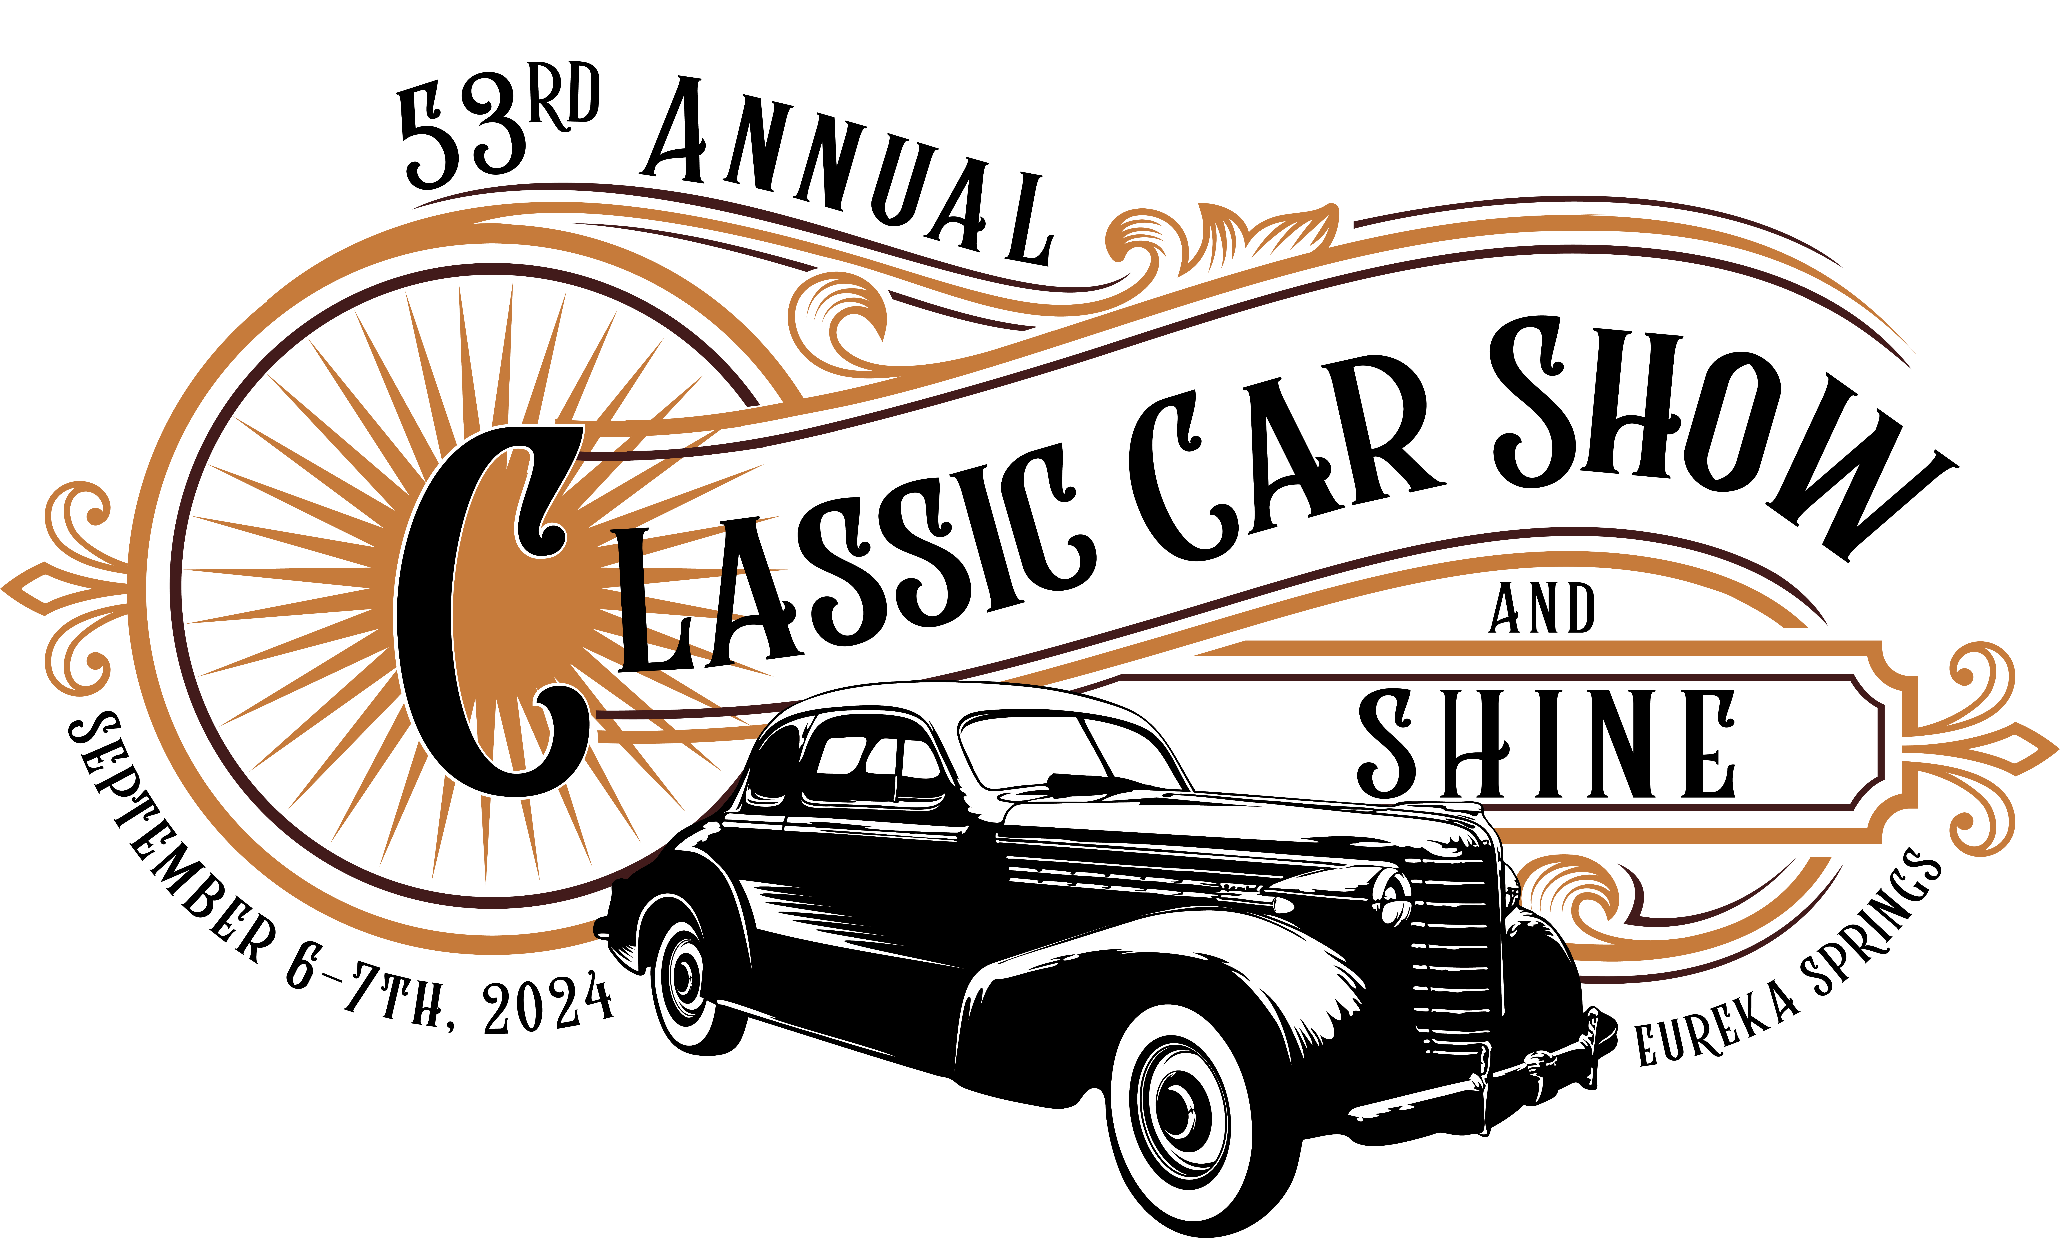 53RD ANNUAL
CLASSIC CAR SHOW
AND
SHINE
SEPTEMBER 6-7TH, 2024
EUREKA SPRINGS